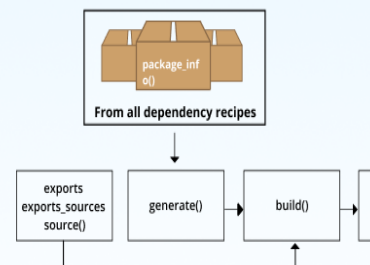 package_inf
o()
From all dependency recipes
exports
exports_sources
source()
generate()
build()